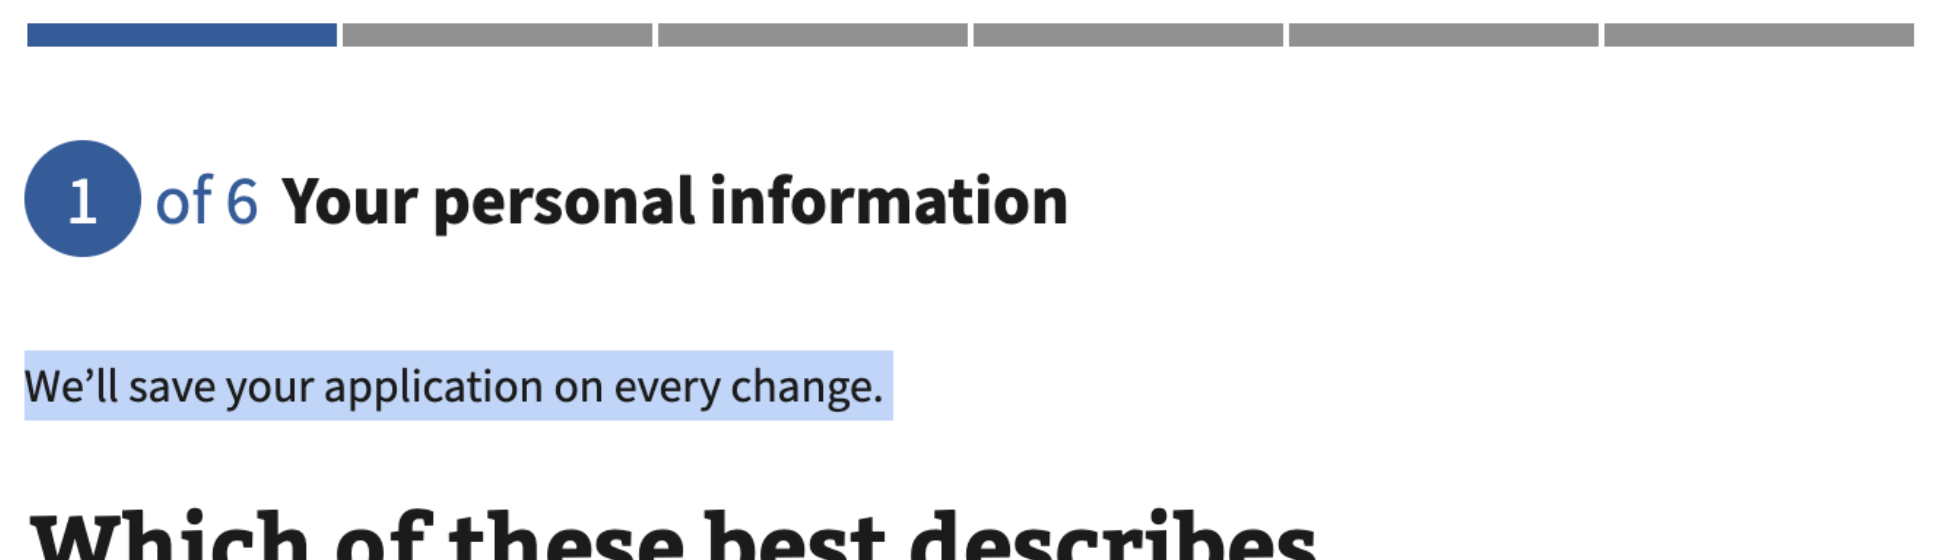 1 of 6 Your personal information
We’ll save your application on every change.
Which of these best describes